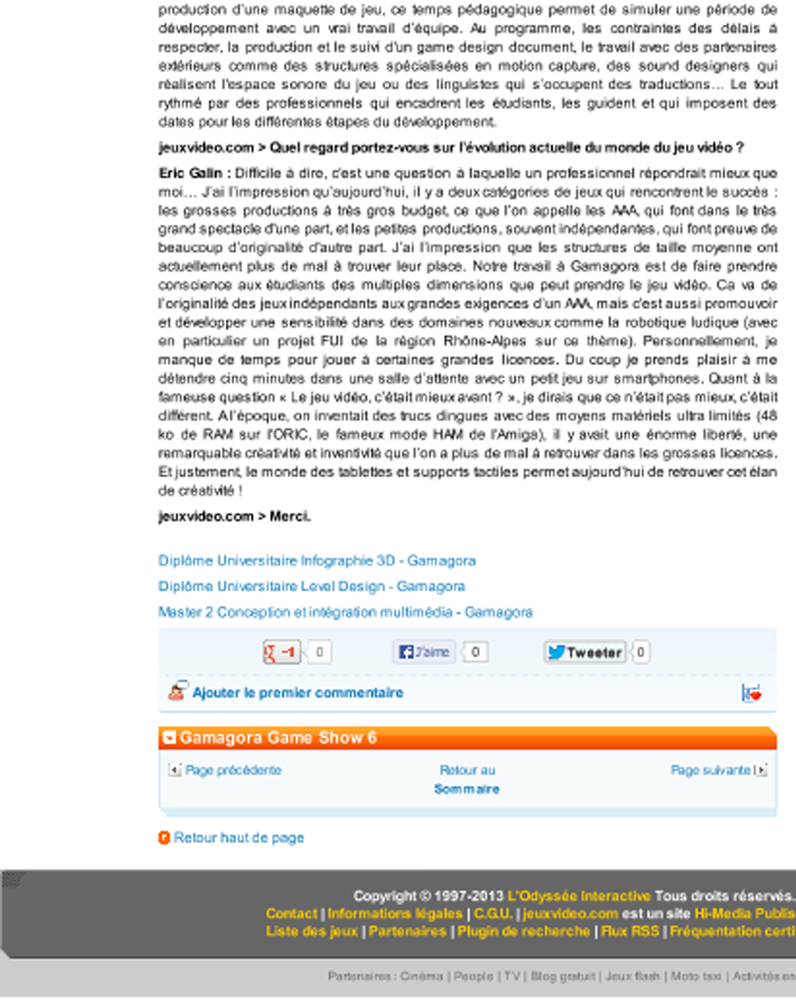 production d'une maquette de jeu, ce temps pédagogique permet de simuler une période de
développement avec un vrai travail d'équipe. Au programme, les contraintes des délais à
respecter, la production et le suivi d'un game design document, le travail avec des partenaires
extérieurs comme des structures spécialisées en motion capture, des sound designers qui
réalisent l'espace sonore du jeu ou des linguistes qui s'occupent des traductions... Le tout
rythmé par des professionnels qui encadrent les étudiants, les guident et qui imposent des
dates pour les différentes étapes du développement.
jeuxvideo.com > Quel regard portez-vous sur l'évolution actuelle du monde du jeu vidéo ?
Eric Galin : Difficile à dire, c'est une question à laquelle un professionnel répondrait mieux que
moi... J'ai l'impression qu'aujourd'hui, il y a deux catégories de jeux qui rencontrent le succès :
les grosses productions à très gros budget, ce que l'on appelle les AAA, qui font dans le très
grand spectacle d'une part, et les petites productions, souvent indépendantes, qui font preuve de
beaucoup d'originalité d'autre part. J'ai l'impression que les structures de taille moyenne ont
actuellement plus de mal à trouver leur place. Notre travail à Gamagora est de faire prendre
conscience aux étudiants des multiples dimensions que peut prendre le jeu vidéo. Ca va de
l'originalité des jeux indépendants aux grandes exigences d'un AAA, mais c'est aussi promouvoir
et développer une sensibilité dans des domaines nouveaux comme la robotique ludique (avec
en particulier un projet FUI de la région Rhône-Alpes sur ce thème). Personnellement, je
manque de temps pour jouer à certaines grandes licences. Du coup je prends plaisir à me
détendre cinq minutes dans une salle d'attente avec un petit jeu sur smartphones. Quant à la
fameuse question « Le jeu vidéo, c'était mieux avant ? », je dirais que ce n'était pas mieux, c'était
différent. A l'époque, on inventait des trucs dingues avec des moyens matériels ultra limités (48
ko de RAM sur l'ORIC, le fameux mode HAM de l'Amiga), il y avait une énorme liberté, une
remarquable créativité et inventivité que l'on a plus de mal à retrouver dans les grosses licences.
Et justement, le monde des tablettes et supports tactiles permet aujourd'hui de retrouver cet élan
de créativité !
jeuxvideo.com > Merci.
Diplôme Universitaire Infographie 3D - Gamagora
Diplôme Universitaire Level Design - Gamagora
Master 2 Conception et intégration multimédia - Gamagora
-1 0 J'aime 0 Tweeter 0
Ajouter le premier commentaire
Gamagora Game Show 6
Page précédente Retour au Page suivante
Sommaire
Retour haut de page
Copyright © 1997-2013 L'Odyssée Interactive Tous droits réservés.
Contact | Informations légales | C.G.U. | jeuxvideo.com est un site Hi-Media Publis
Liste des jeux | Partenaires | Plugin de recherche | Flux RSS | Fréquentation certi
Partenaires : Cinéma | People | TV | Blog gratuit | Jeux flash | Moto taxi | Activités en